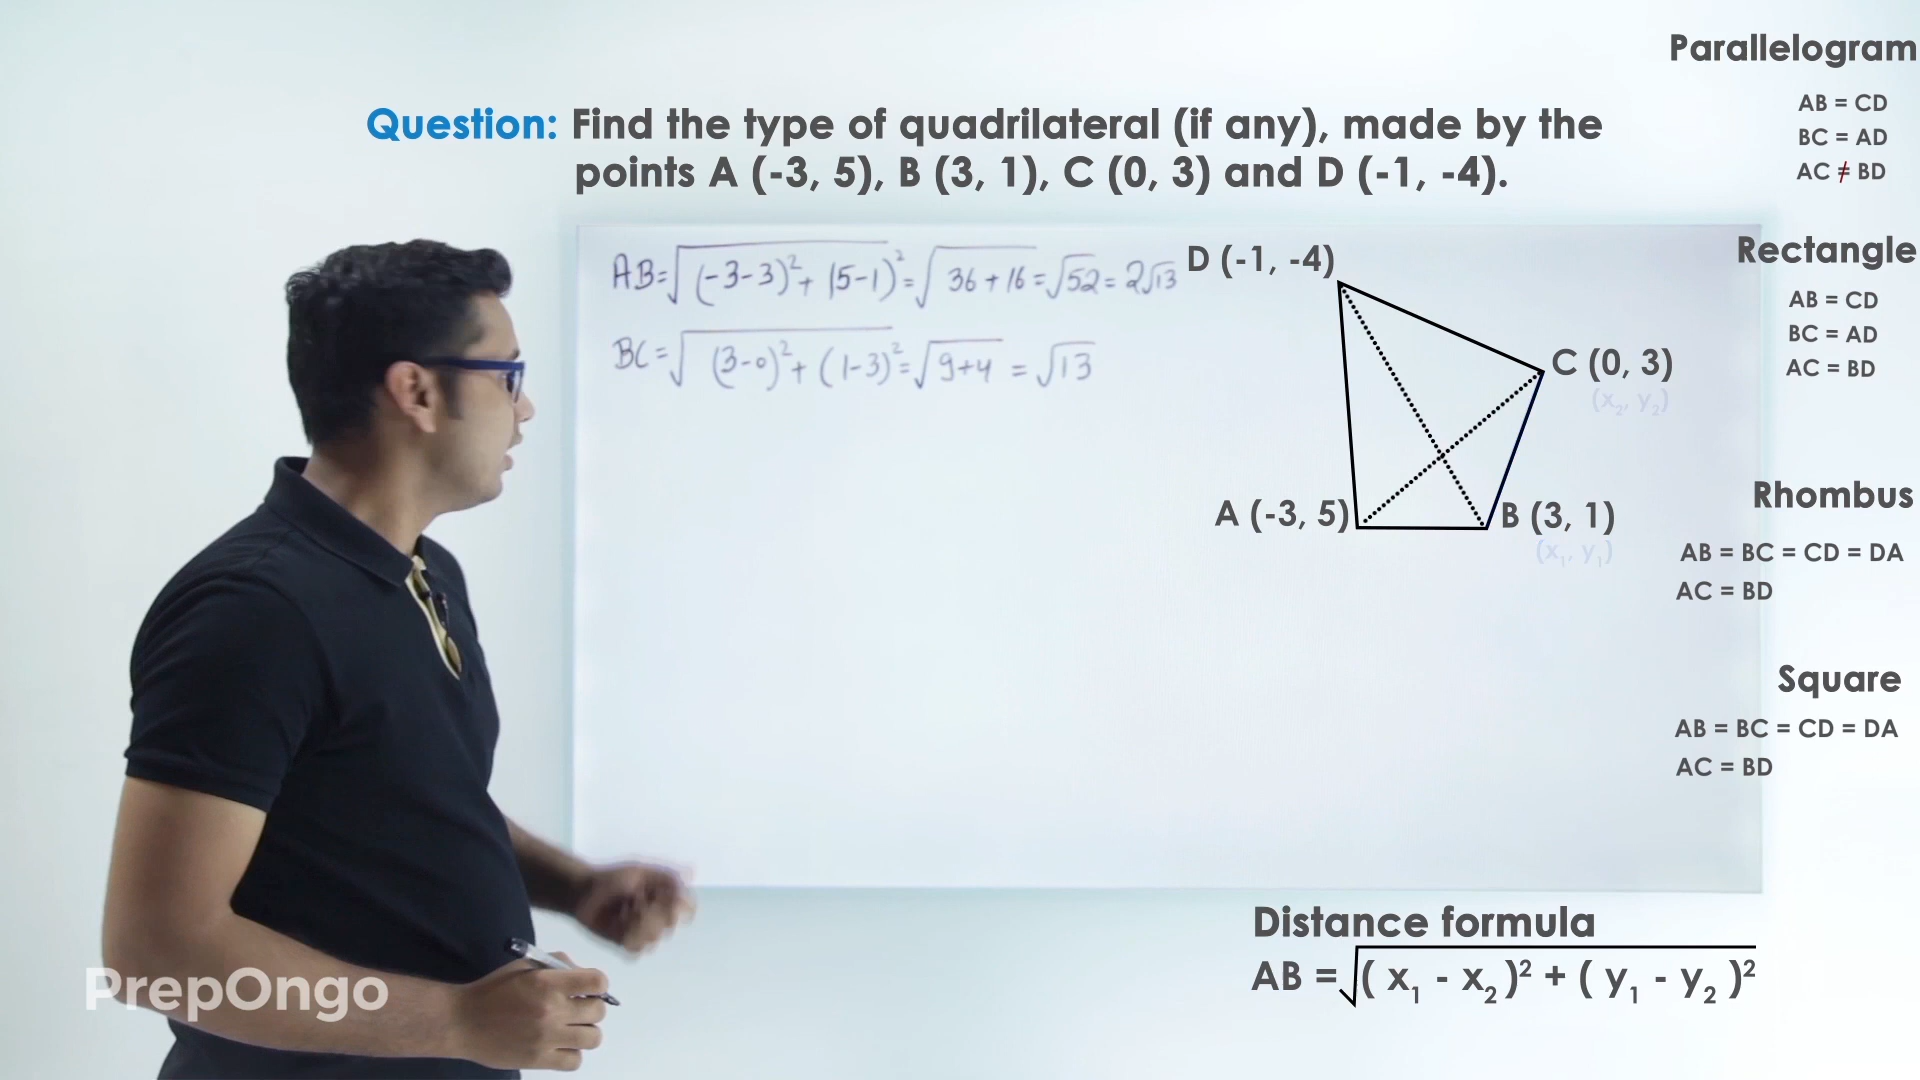 Question: Find the type of quadrilateral (if any), made by the
points A (-3, 5), B (3, 1), C (0, 3) and D (-1, -4).
AB=√(-3-3)²+(5-1)²=√36+16=√52=2√13
BC=√(3-0)²+(1-3)²=√9+4=√13
D (-1, -4)
C (0, 3)
(x₂, y₂)
A (-3, 5)
B (3, 1)
(x₁, y₁)
Parallelogram
AB = CD
BC = AD
AC ≠ BD
Rectangle
AB = CD
BC = AD
AC = BD
Rhombus
AB = BC = CD = DA
AC = BD
Square
AB = BC = CD = DA
AC = BD
Distance formula
AB = √( x₁ - x₂ )² + ( y₁ - y₂ )²
PrepOngo